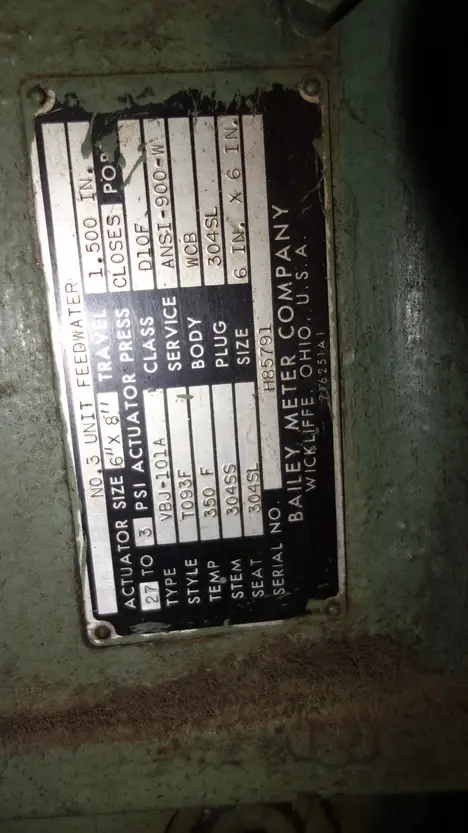 NO.3 UNIT FEEDWATER
ACTUATOR SIZE 6"X 8" TRAVEL 1.500 IN.
27 TO 3 PSI ACTUATOR PRESS CLOSES
TYPE VBJ-101A CLASS D10F
STYLE T093F SERVICE ANSI-900-W
TEMP 350 F BODY WCB
STEM 304SS PLUG 304SL
SEAT 304SL SIZE 6 IN. X 6 IN.
SERIAL NO. H85791
BAILEY METER COMPANY
WICKLIFFE, OHIO, U.S.A.